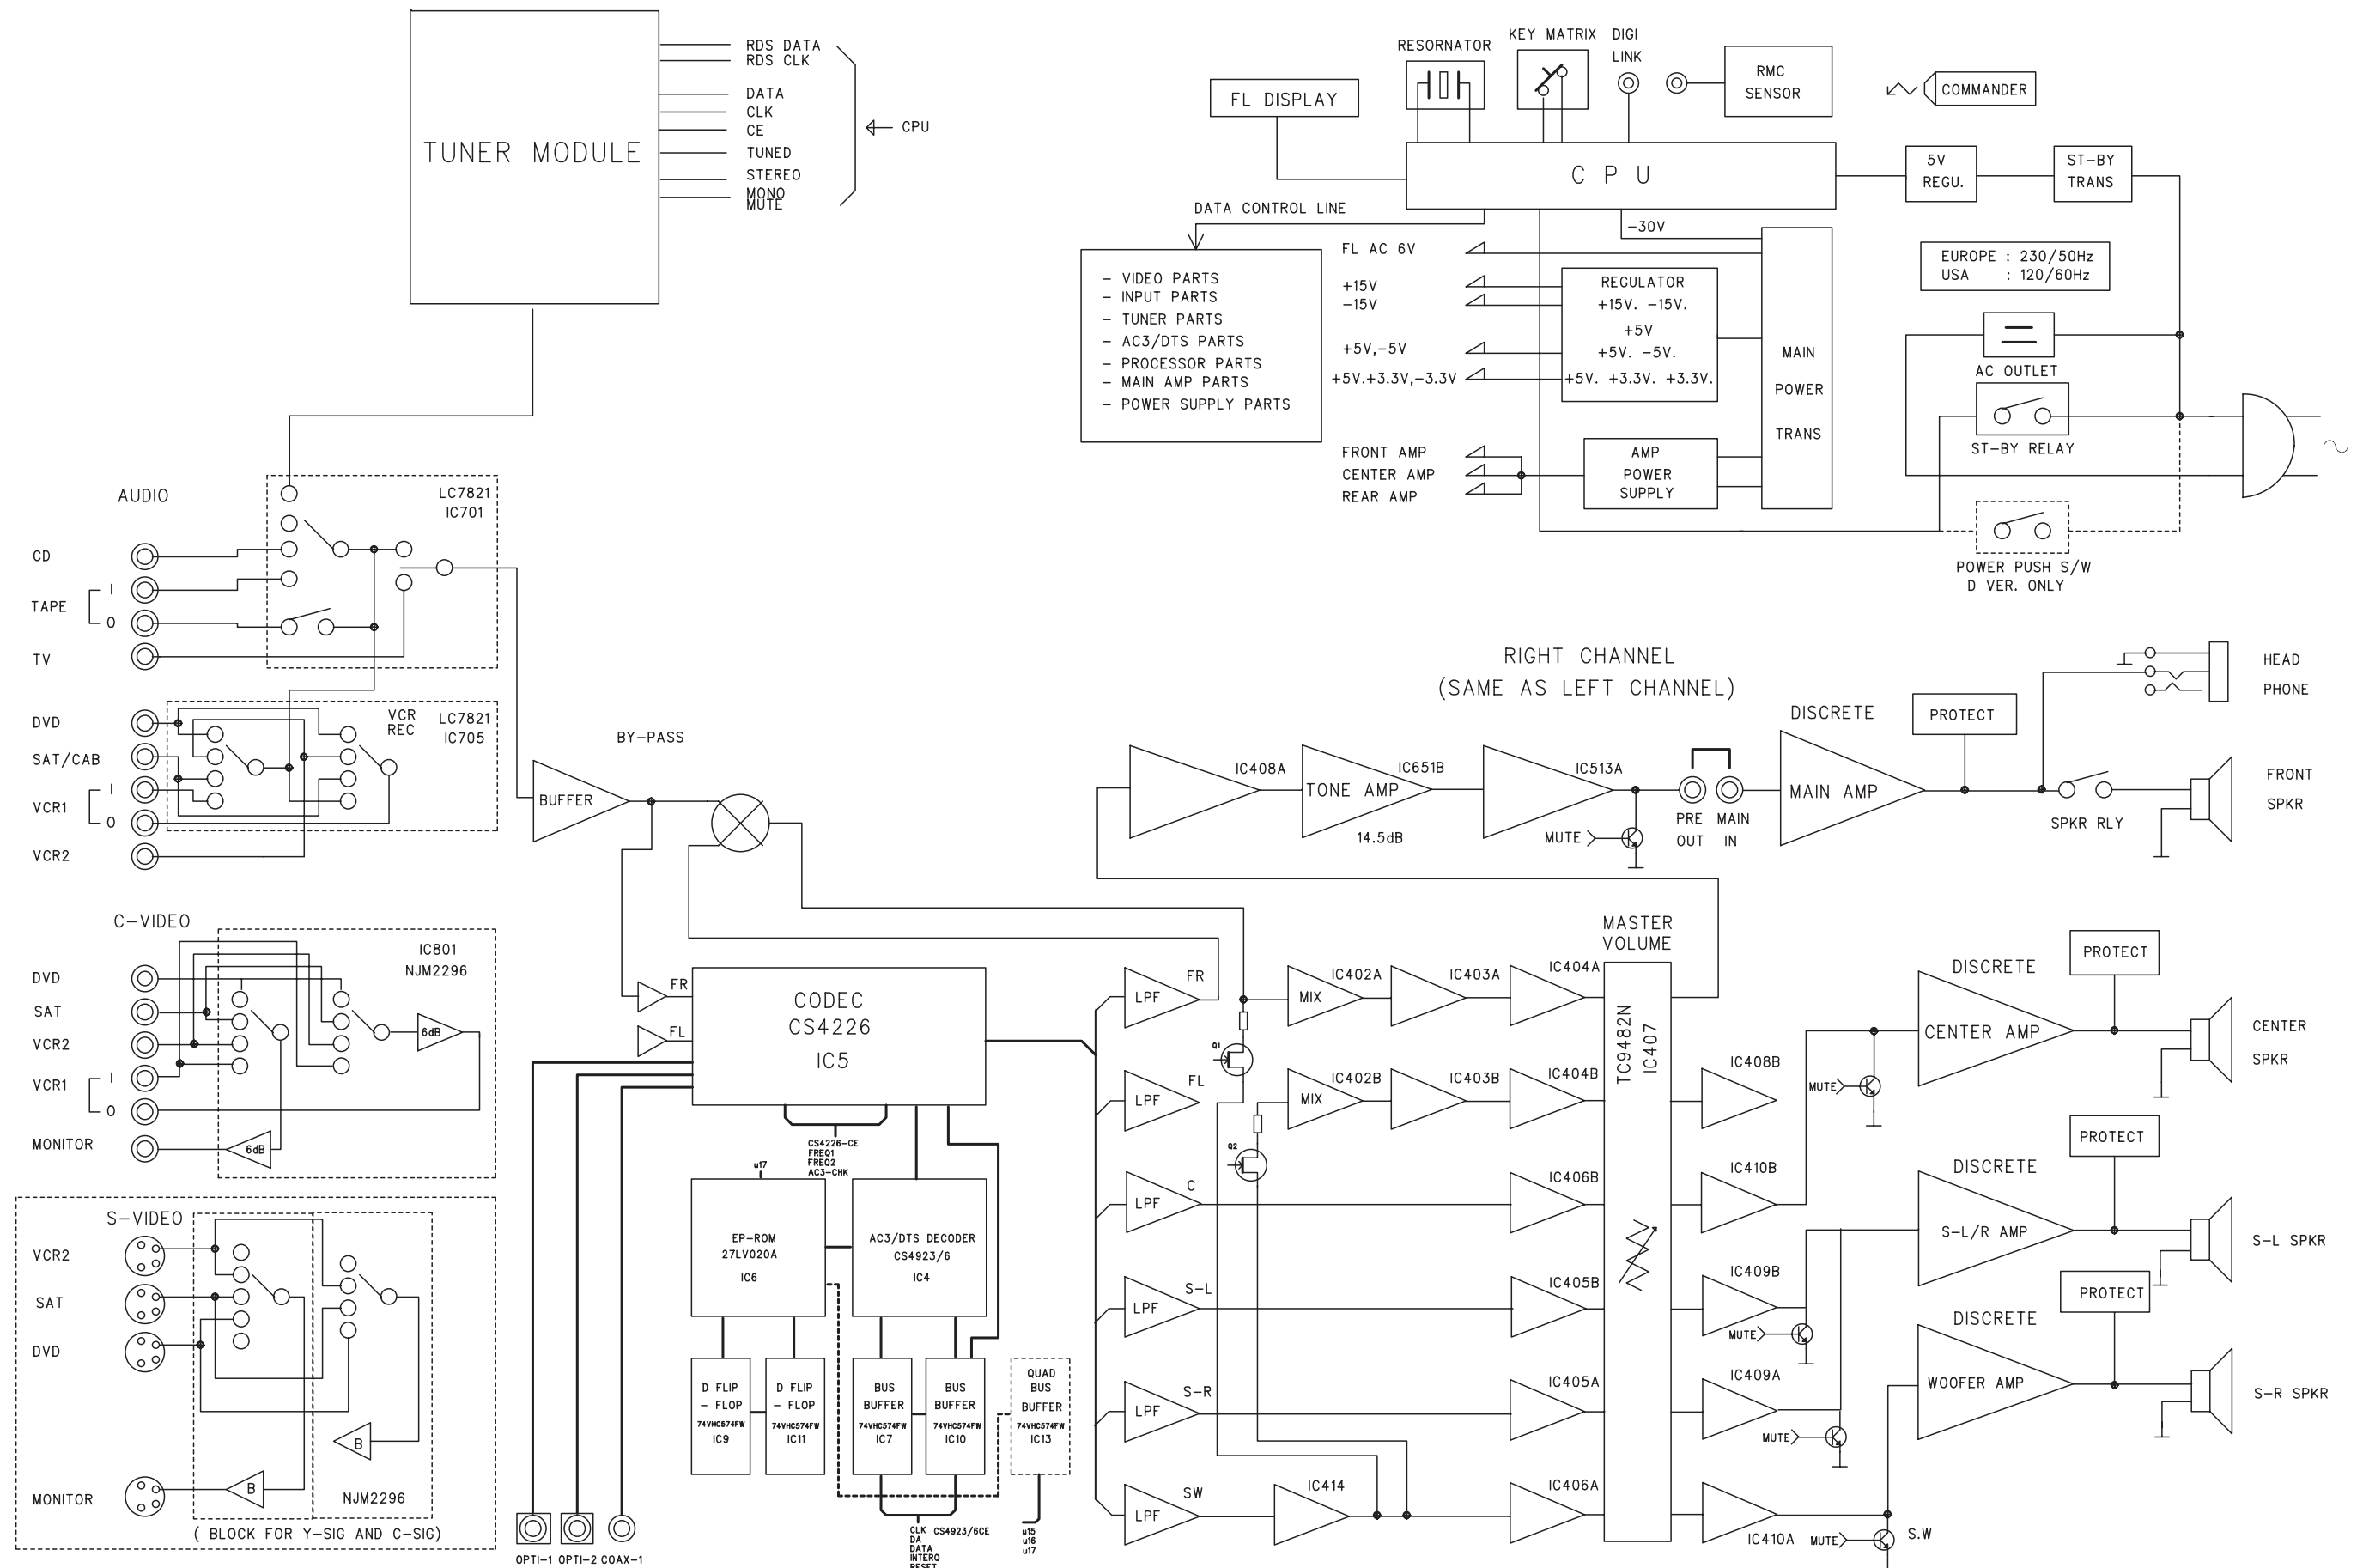 TUNER MODULE
RDS DATA
RDS CLK
DATA
CLK
CE
TUNED
STEREO
MONO
MUTE
CPU
RESORNATOR
KEY MATRIX
DIGI
LINK
RMC
SENSOR
COMMANDER
FL DISPLAY
C P U
5V
REGU.
ST-BY
TRANS
DATA CONTROL LINE
- VIDEO PARTS
- INPUT PARTS
- TUNER PARTS
- AC3/DTS PARTS
- PROCESSOR PARTS
- MAIN AMP PARTS
- POWER SUPPLY PARTS
-30V
FL AC 6V
+15V
-15V
+5V,-5V
+5V.+3.3V,-3.3V
REGULATOR
+15V. -15V.
+5V
+5V. -5V.
+5V. +3.3V. +3.3V.
MAIN
POWER
TRANS
FRONT AMP
CENTER AMP
REAR AMP
AMP
POWER
SUPPLY
EUROPE : 230/50Hz
USA : 120/60Hz
AC OUTLET
ST-BY RELAY
POWER PUSH S/W
D VER. ONLY
AUDIO
LC7821
IC701
CD
TAPE
I
O
TV
DVD
SAT/CAB
VCR1
I
O
VCR2
VCR
REC
LC7821
IC705
BY-PASS
BUFFER
RIGHT CHANNEL
(SAME AS LEFT CHANNEL)
IC408A
TONE AMP
IC651B
14.5dB
IC513A
MUTE
PRE
OUT
MAIN
IN
DISCRETE
MAIN AMP
PROTECT
SPKR RLY
HEAD
PHONE
FRONT
SPKR
C-VIDEO
IC801
NJM2296
DVD
SAT
VCR2
VCR1
I
O
MONITOR
6dB
6dB
S-VIDEO
VCR2
SAT
DVD
MONITOR
B
B
NJM2296
( BLOCK FOR Y-SIG AND C-SIG)
FR
FL
CODEC
CS4226
IC5
CS4226-CE
FREQ1
FREQ2
AC3-CHK
u17
EP-ROM
27LV020A
IC6
AC3/DTS DECODER
CS4923/6
IC4
D FLIP
- FLOP
74VHC574FW
IC9
D FLIP
- FLOP
74VHC574FW
IC11
BUS
BUFFER
74VHC574FW
IC7
BUS
BUFFER
74VHC574FW
IC10
QUAD
BUS
BUFFER
74VHC574FW
IC13
CLK
DA
DATA
INTERQ
RESET
CS4923/6CE
u15
u16
u17
OPTI-1
OPTI-2
COAX-1
LPF
FR
LPF
FL
LPF
C
LPF
S-L
LPF
S-R
LPF
SW
Q1
Q2
MIX
IC402A
IC403A
IC404A
MIX
IC402B
IC403B
IC404B
IC406B
IC405B
IC405A
IC414
IC406A
MASTER
VOLUME
TC9482N
IC407
IC408B
IC410B
IC409B
IC409A
IC410A
MUTE
MUTE
MUTE
MUTE
S.W
DISCRETE
CENTER AMP
PROTECT
CENTER
SPKR
DISCRETE
S-L/R AMP
PROTECT
S-L SPKR
DISCRETE
WOOFER AMP
PROTECT
S-R SPKR